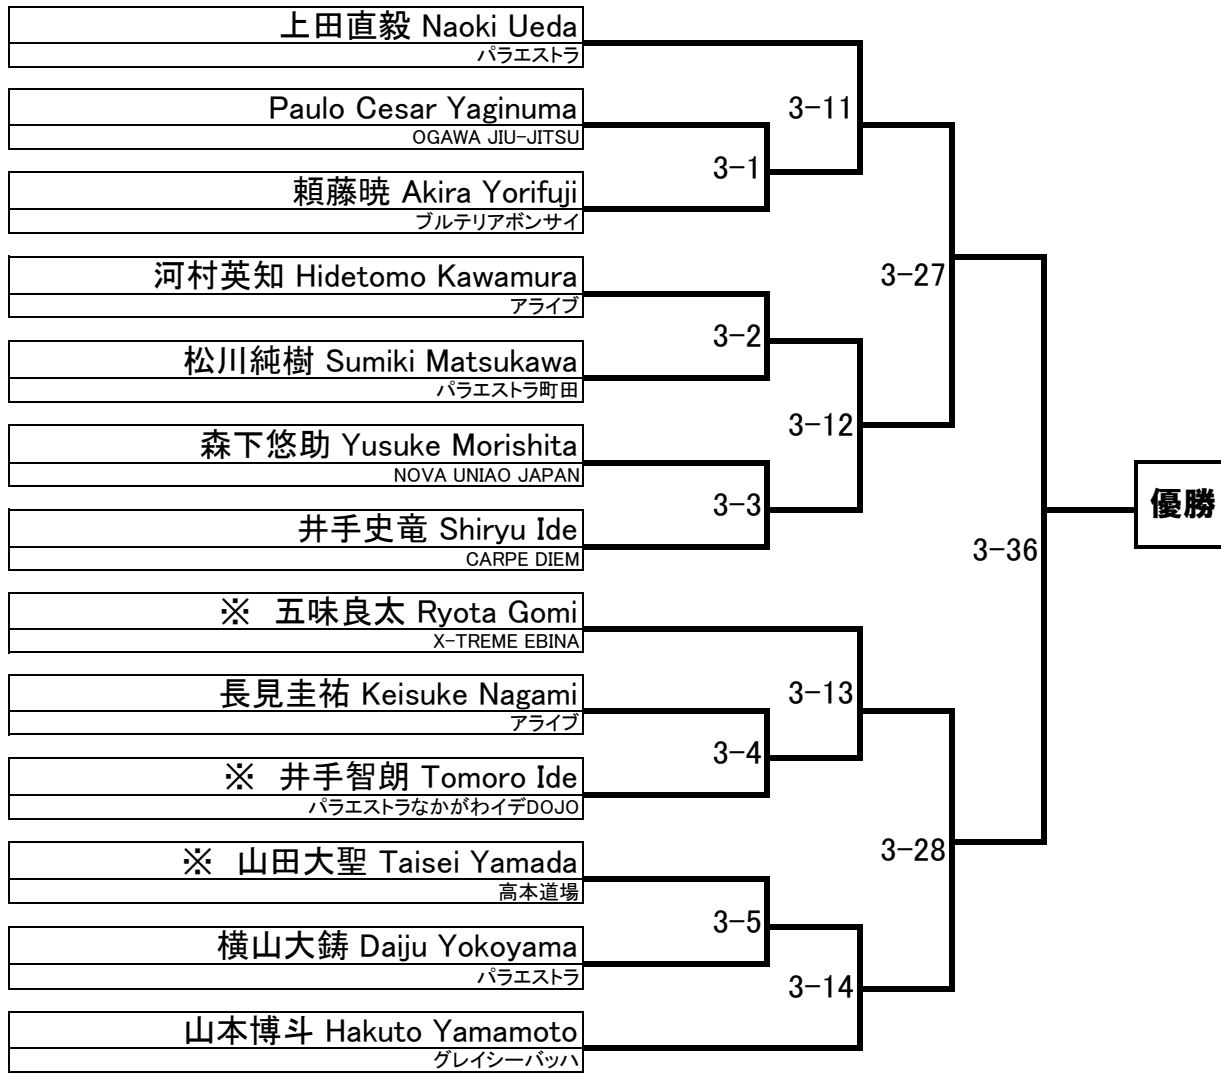 上田直毅 Naoki Ueda
パラエストラ
Paulo Cesar Yaginuma
OGAWA JIU-JITSU
頼藤暁 Akira Yorifuji
ブルテリアボンサイ
河村英知 Hidetomo Kawamura
アライブ
松川純樹 Sumiki Matsukawa
パラエストラ町田
森下悠助 Yusuke Morishita
NOVA UNIAO JAPAN
井手史竜 Shiryu Ide
CARPE DIEM
※ 五味良太 Ryota Gomi
X-TREME EBINA
長見圭祐 Keisuke Nagami
アライブ
※ 井手智朗 Tomoro Ide
パラエストラなかがわイデDOJO
※ 山田大聖 Taisei Yamada
高本道場
横山大鋳 Daiju Yokoyama
パラエストラ
山本博斗 Hakuto Yamamoto
グレイシーバッハ
3-1
3-2
3-3
3-4
3-5
3-11
3-12
3-13
3-14
3-27
3-28
3-36
優勝